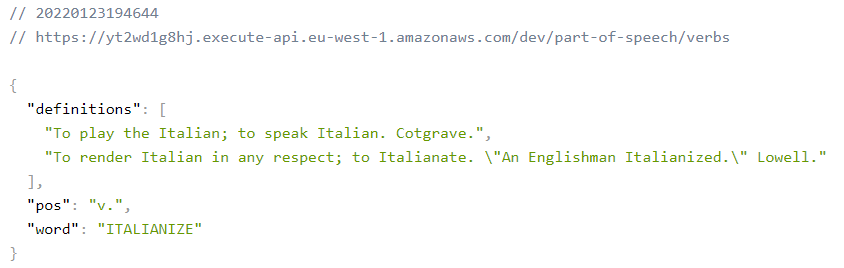 // 20220123194644
// https://yt2wd1g8hj.execute-api.eu-west-1.amazonaws.com/dev/part-of-speech/verbs
{
"definitions": [
"To play the Italian; to speak Italian. Cotgrave.",
"To render Italian in any respect; to Italianate. \"An Englishman Italianized.\" Lowell."
],
"pos": "v.",
"word": "ITALIANIZE"
}